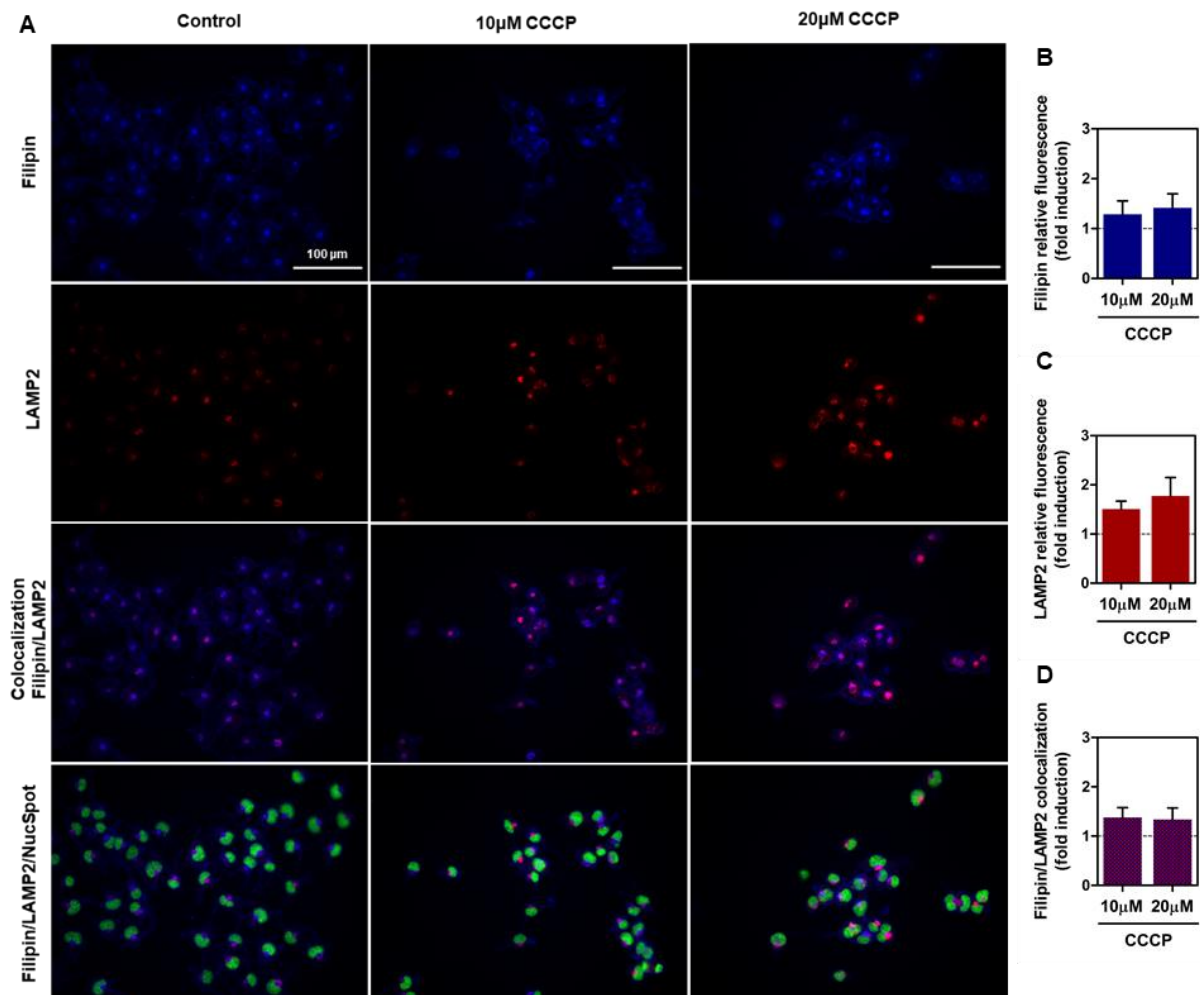 A
Control
10µM CCCP
20µM CCCP
Filipin
100 µm
LAMP2
Colocalization
Filipin/LAMP2
Filipin/LAMP2/NucSpot
B
Filipin relative fluorescence
(fold induction)
3
2
1
0
10µM 20µM
CCCP
C
LAMP2 relative fluorescence
(fold induction)
3
2
1
0
10µM 20µM
CCCP
D
Filipin/LAMP2 colocalization
(fold induction)
3
2
1
0
10µM 20µM
CCCP